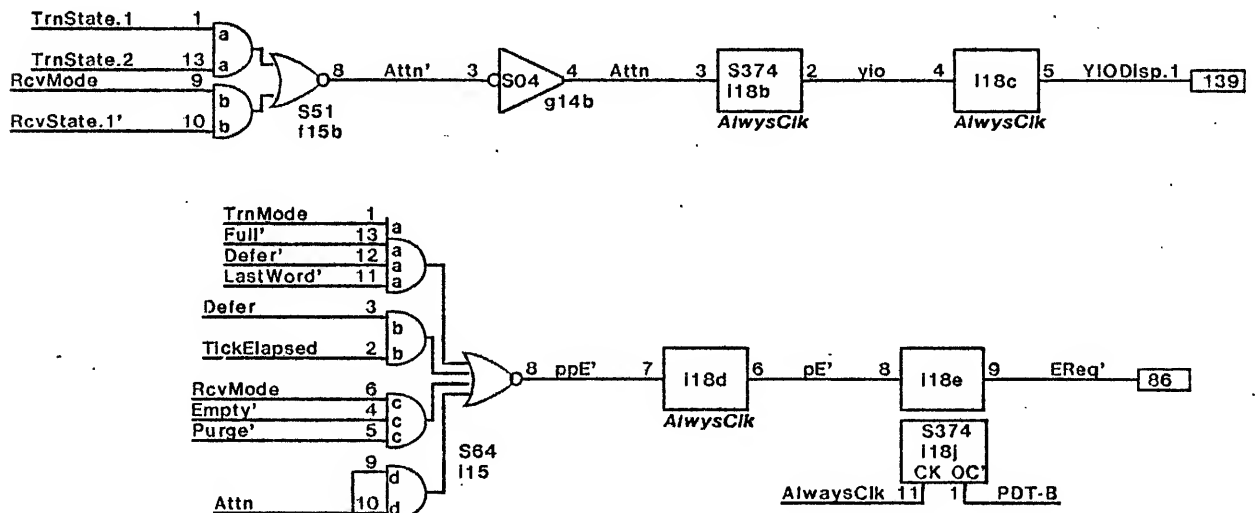 TrnState.1 1
a
TrnState.2 13 a
RcvMode 9
b
RcvState.1' 10 b
8 Attn' 3 S04 4 Attn 3 S374 2 yio 4 i18c 5 YIODisp.1 139
S51
f15b
g14b
i18b
AlwysClk
AlwysClk
TrnMode 1 a
Full' 13 a
Defer' 12 a
LastWord' 11 a
Defer 3
b
TickElapsed 2 b
RcvMode 6 c
Empty' 4 c
Purge' 5 c
8 ppE' 7 i18d 6 pE' 8 i18e 9 EReq' 86
AlwysClk
S64
i15
9 d
Attn 10 d
S374
i18j
CK OC'
AlwaysClk 11 1 PDT-B